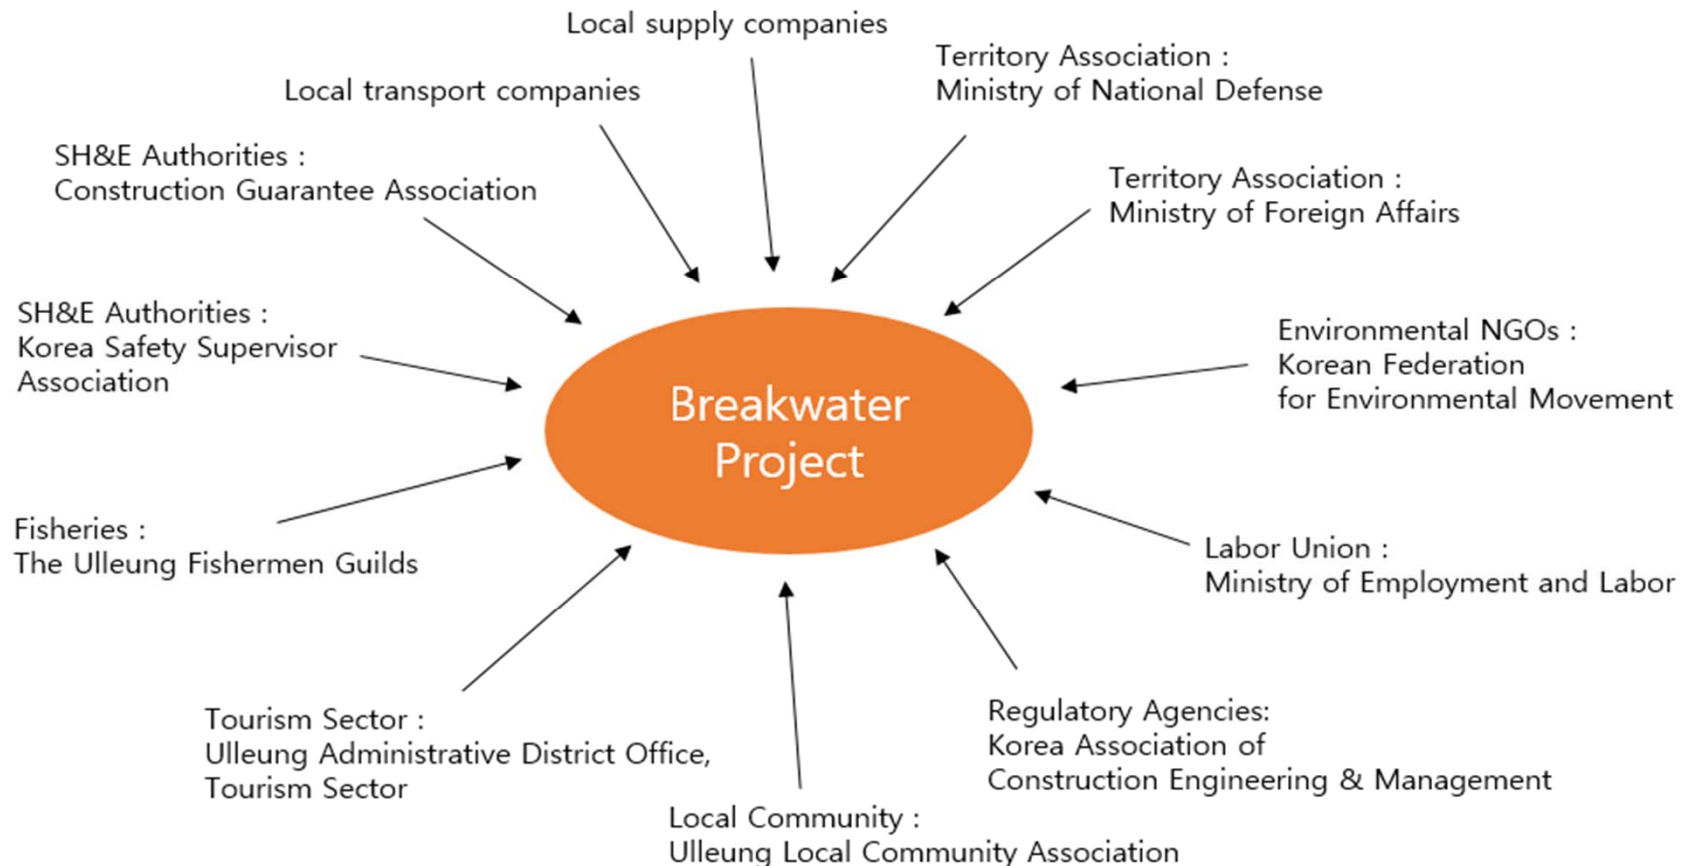 Local supply companies
Territory Association :
Ministry of National Defense
Local transport companies
SH&E Authorities :
Construction Guarantee Association
Territory Association :
Ministry of Foreign Affairs
SH&E Authorities :
Korea Safety Supervisor
Association
Environmental NGOs :
Korean Federation
for Environmental Movement
Breakwater
Project
Fisheries :
The Ulleung Fishermen Guilds
Labor Union :
Ministry of Employment and Labor
Tourism Sector :
Ulleung Administrative District Office,
Tourism Sector
Regulatory Agencies:
Korea Association of
Construction Engineering & Management
Local Community :
Ulleung Local Community Association